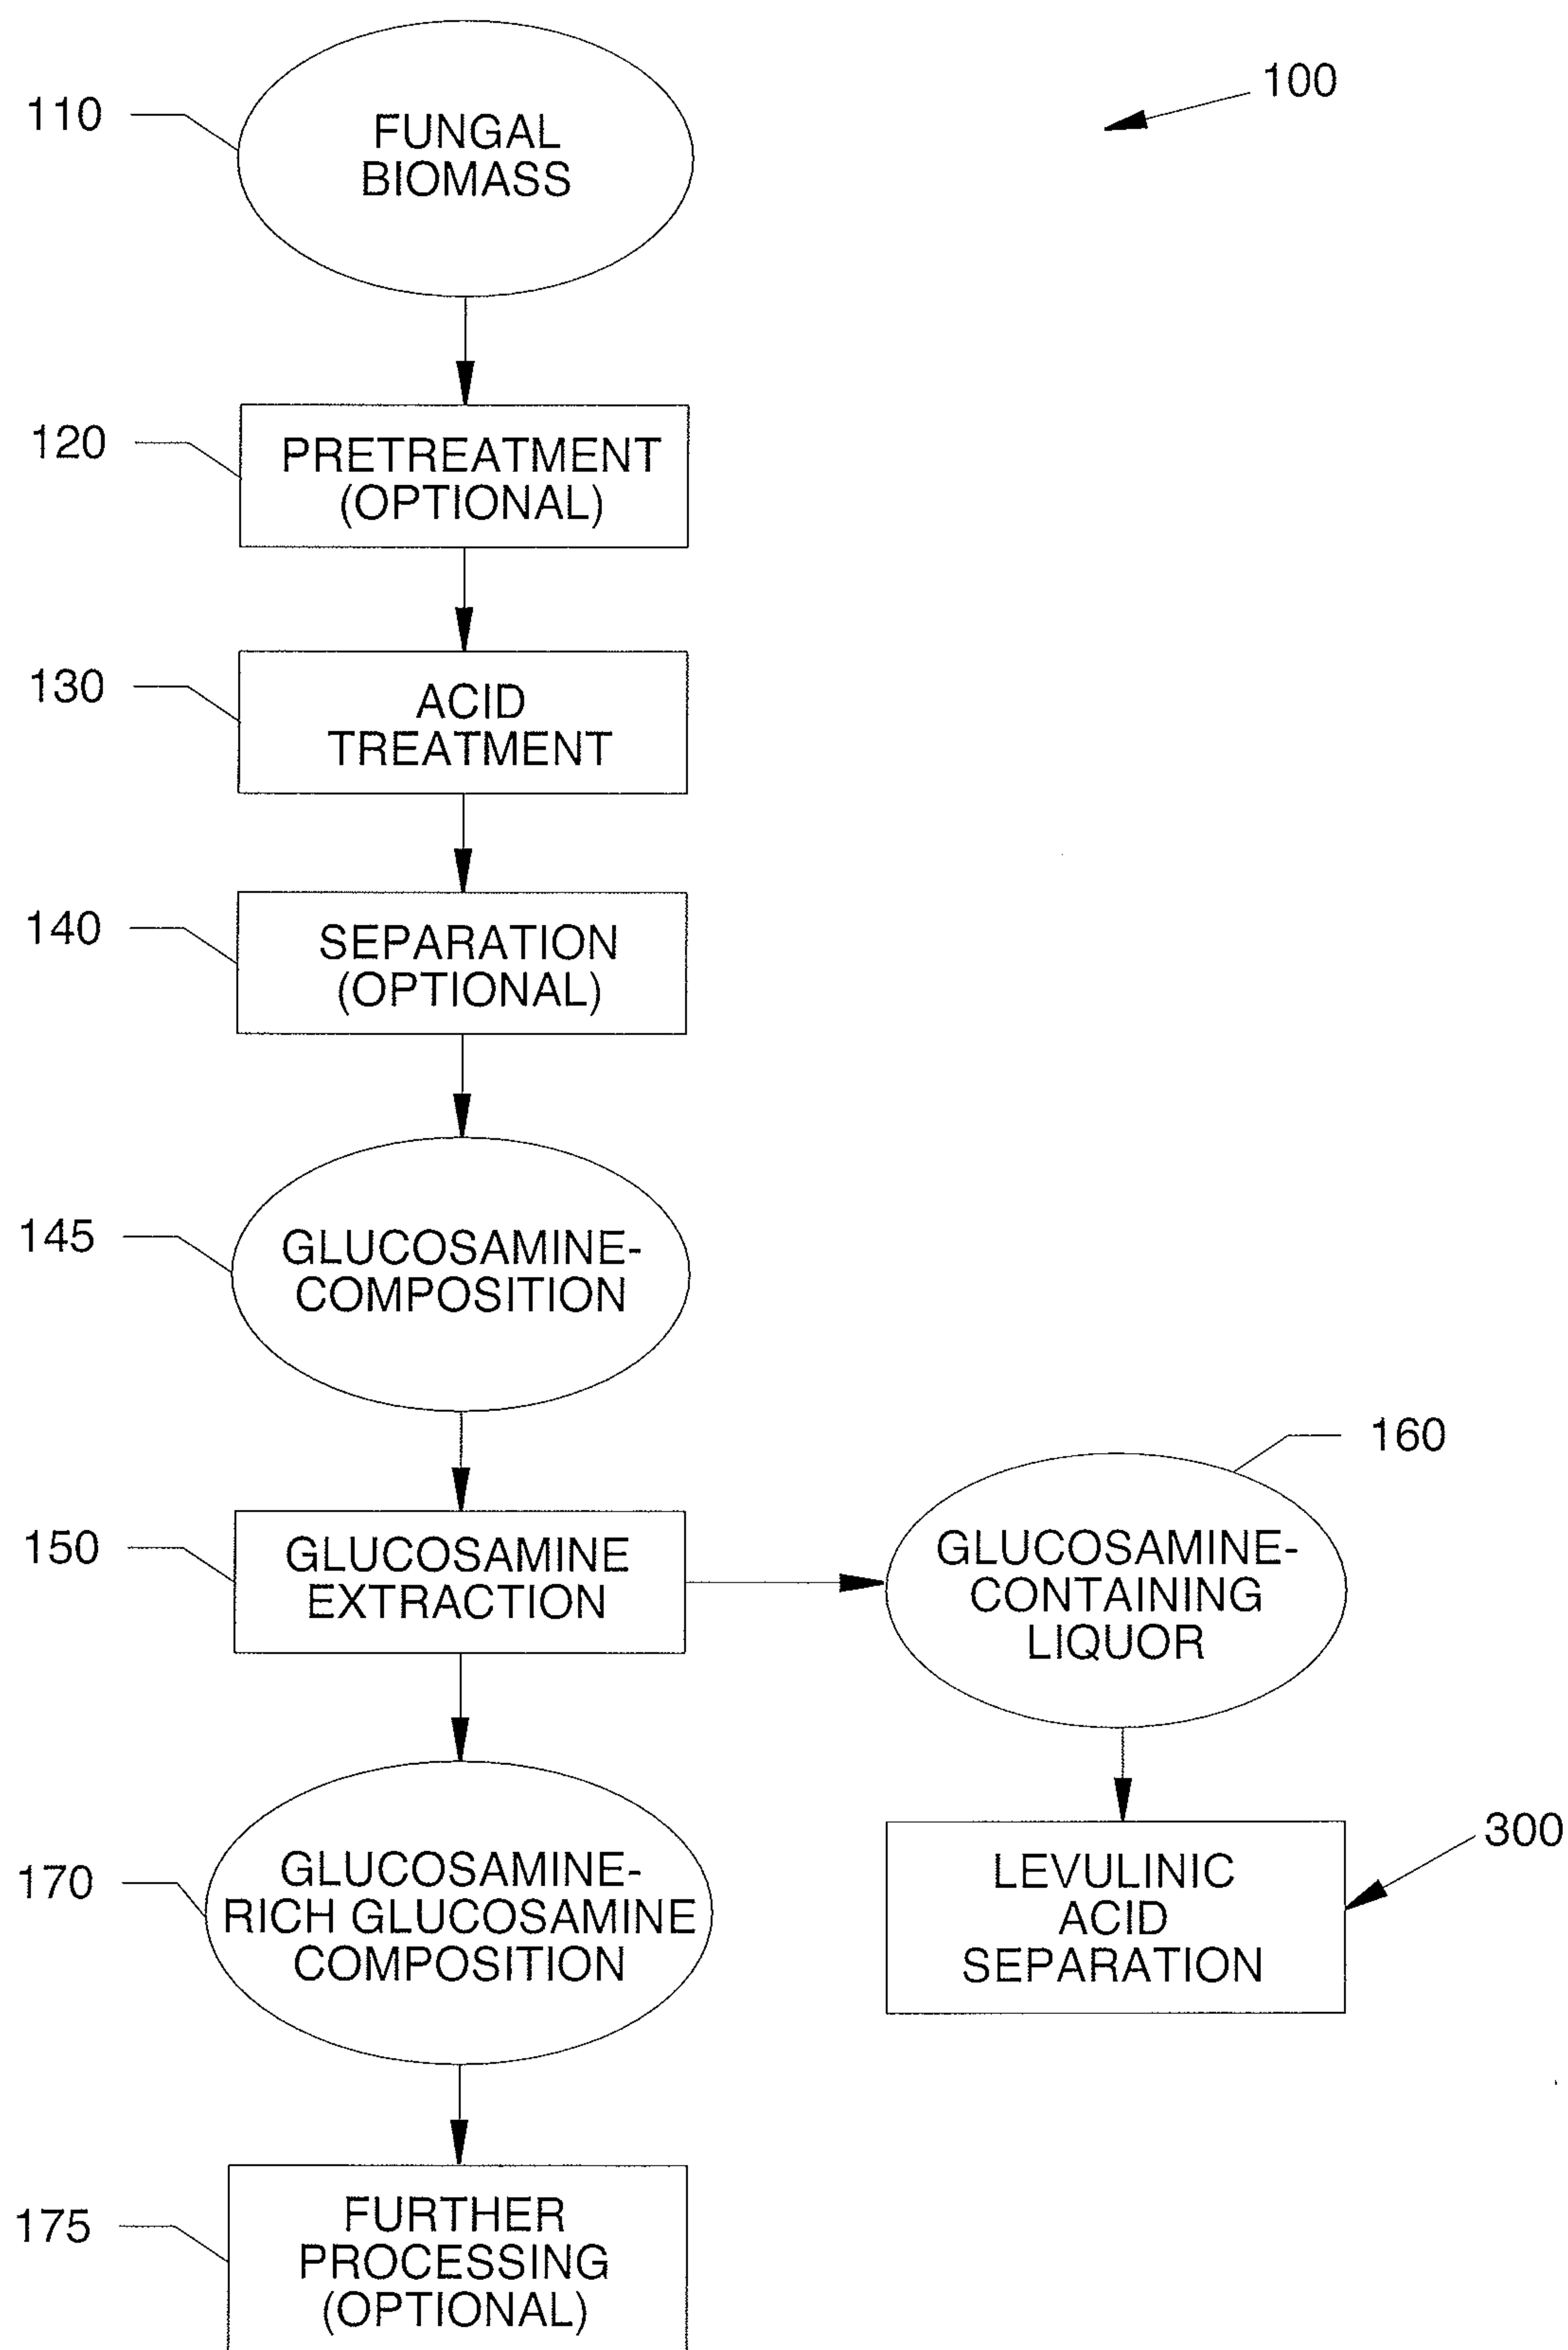 100
110
FUNGAL
BIOMASS
120
PRETREATMENT
(OPTIONAL)
130
ACID
TREATMENT
140
SEPARATION
(OPTIONAL)
145
GLUCOSAMINE-
COMPOSITION
150
GLUCOSAMINE
EXTRACTION
160
GLUCOSAMINE-
CONTAINING
LIQUOR
300
LEVULINIC
ACID
SEPARATION
170
GLUCOSAMINE-
RICH GLUCOSAMINE
COMPOSITION
175
FURTHER
PROCESSING
(OPTIONAL)